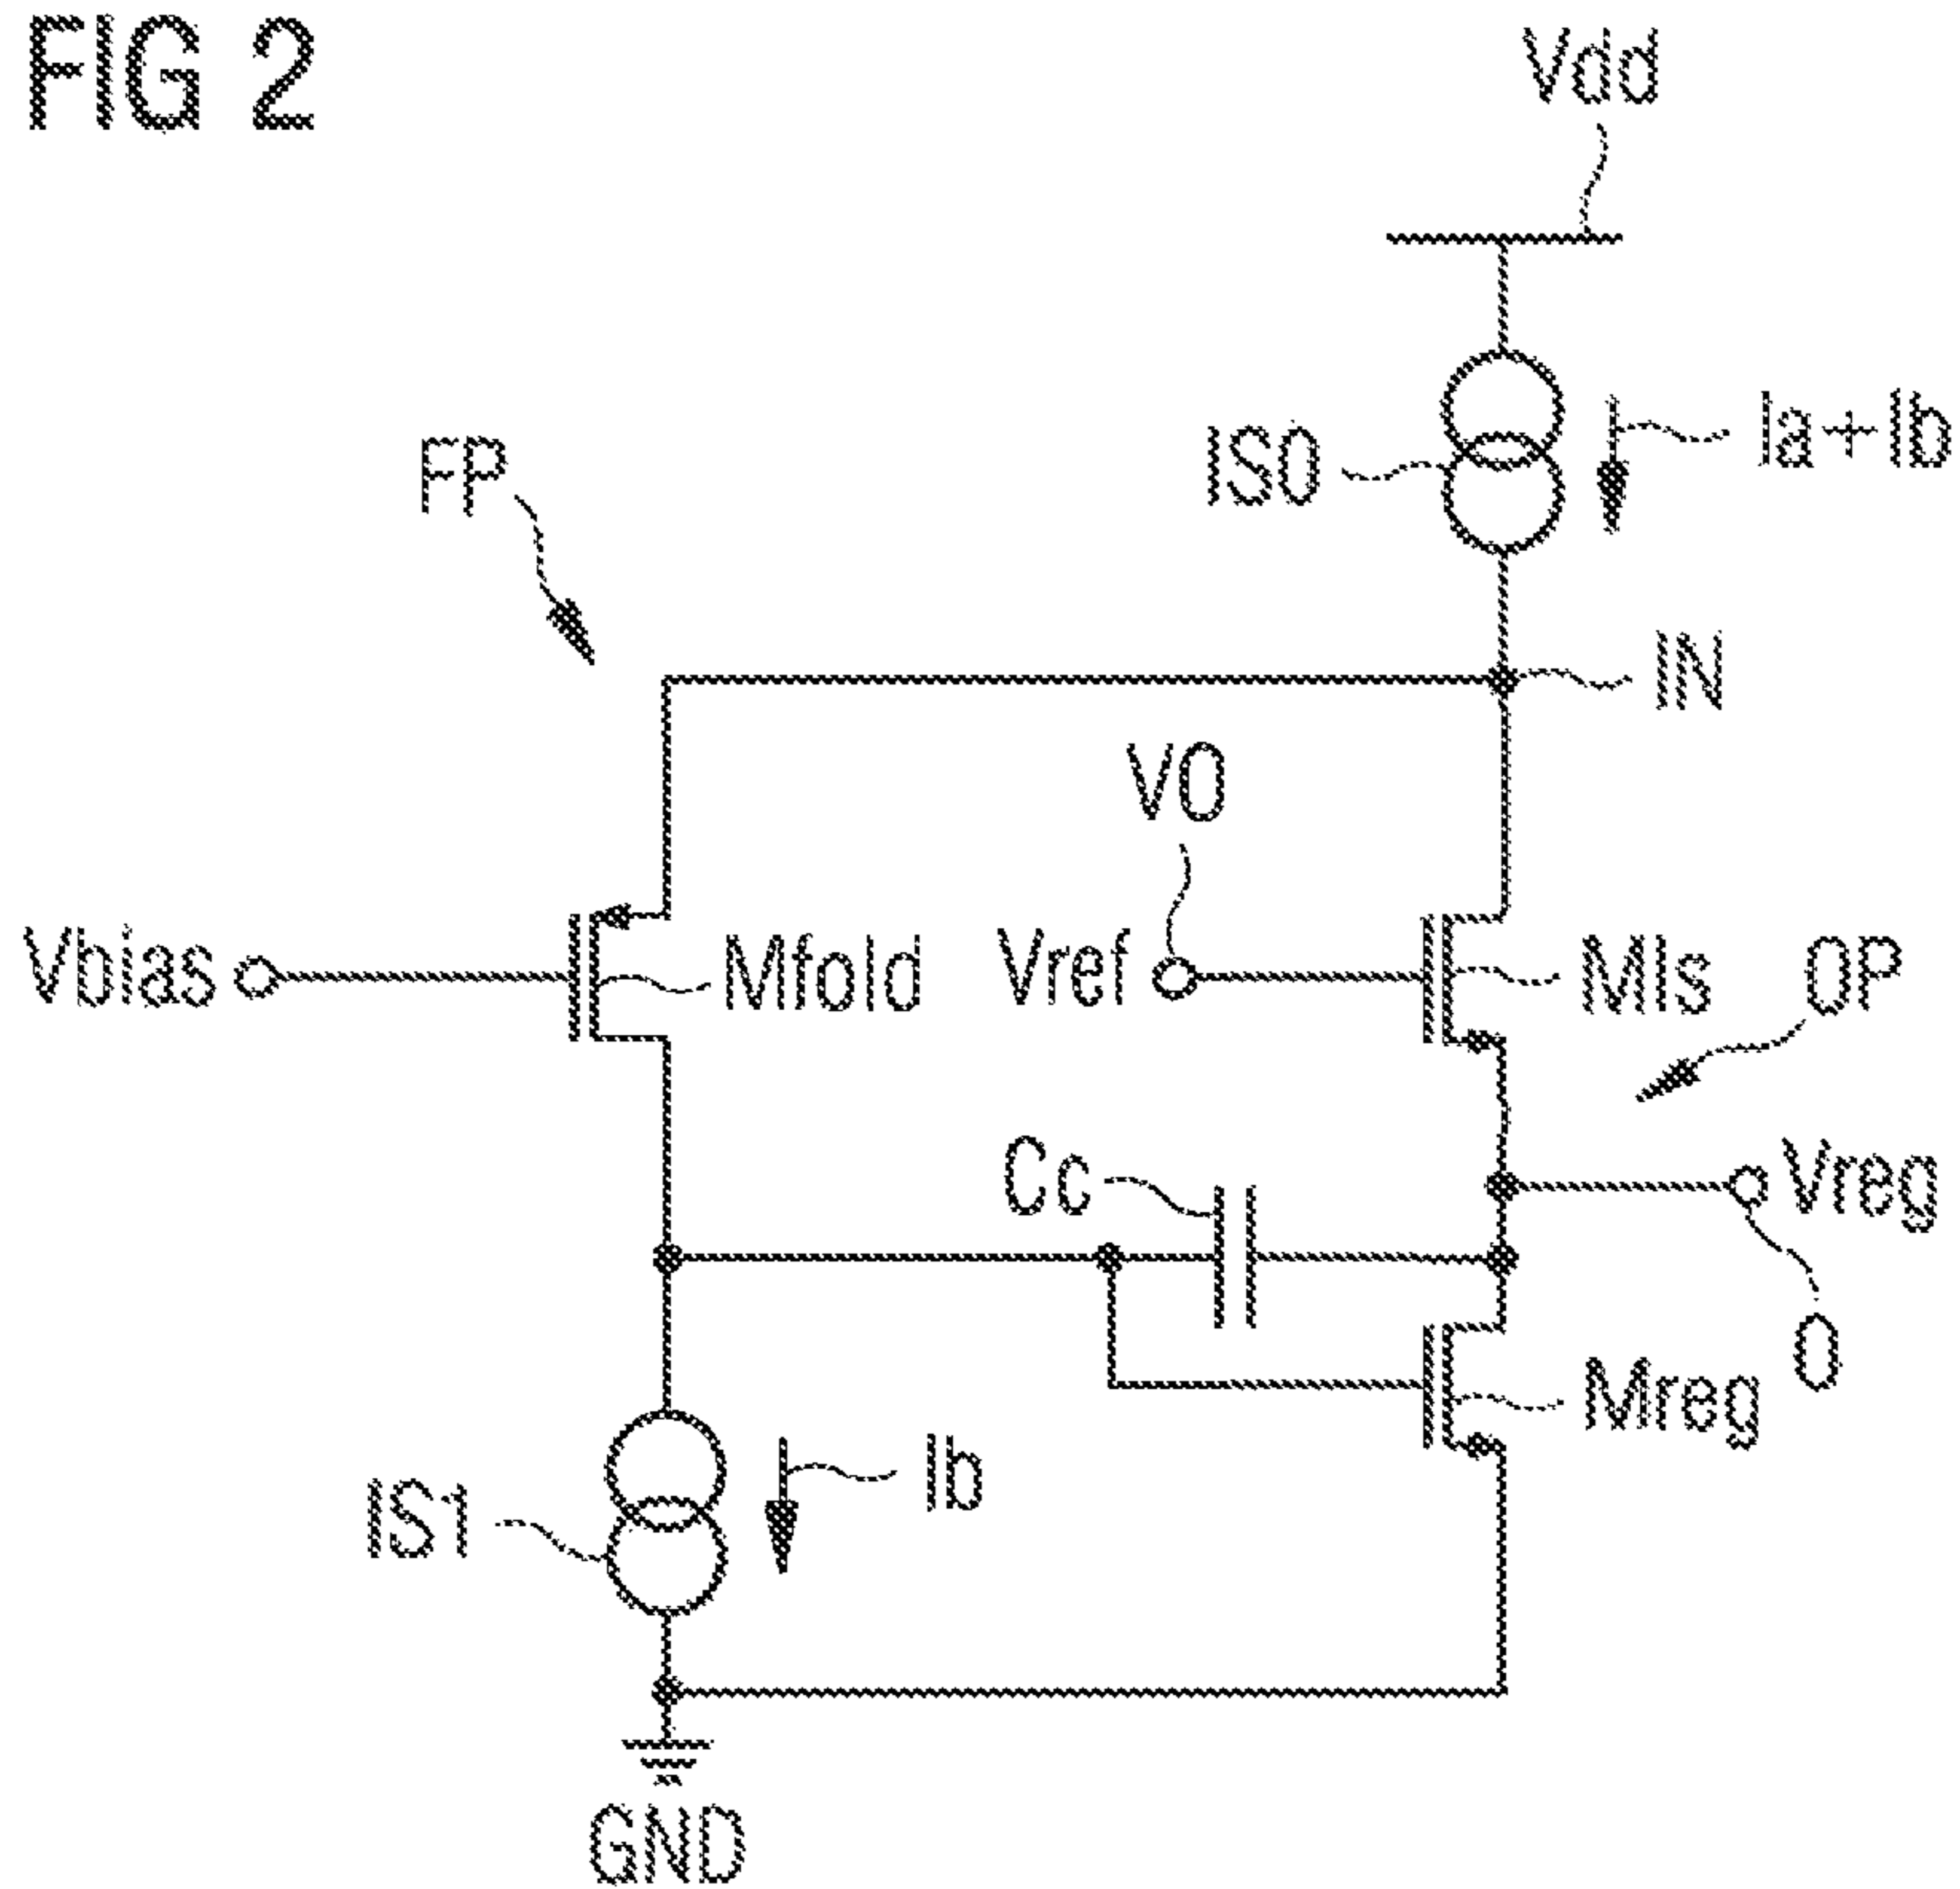 FIG 2
Vdd
IS0
Ia+Ib
FP
IN
VO
Vbias
Mfold
Vref
Mls
OP
Cc
Vreg
O
Mreg
IS1
Ib
GND